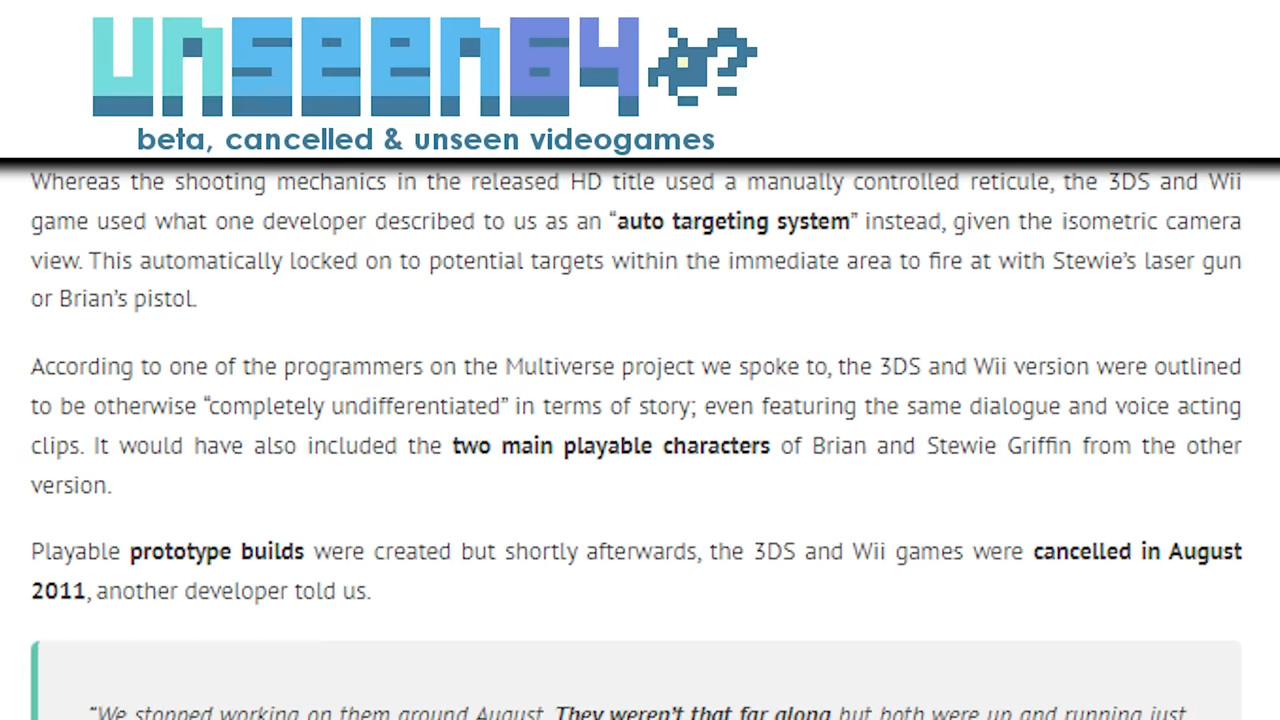 unseen64
beta, cancelled & unseen videogames
Whereas the shooting mechanics in the released HD title used a manually controlled reticule, the 3DS and Wii
game used what one developer described to us as an “auto targeting system” instead, given the isometric camera
view. This automatically locked on to potential targets within the immediate area to fire at with Stewie’s laser gun
or Brian’s pistol.
According to one of the programmers on the Multiverse project we spoke to, the 3DS and Wii version were outlined
to be otherwise “completely undifferentiated” in terms of story; even featuring the same dialogue and voice acting
clips. It would have also included the two main playable characters of Brian and Stewie Griffin from the other
version.
Playable prototype builds were created but shortly afterwards, the 3DS and Wii games were cancelled in August
2011, another developer told us.
“We stopped working on them around August. They weren’t that far along but both were up and running just